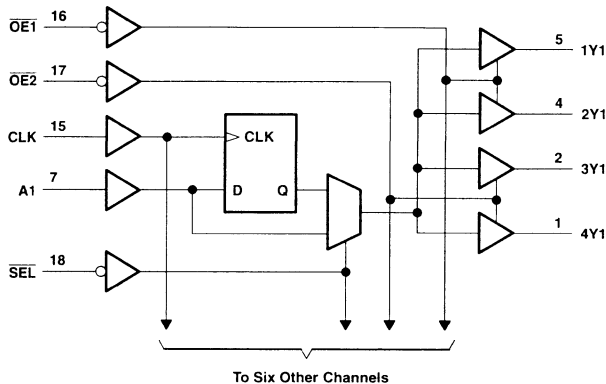 OE1 16
OE2 17
CLK 15
A1 7
SEL 18
CLK
D Q
5 1Y1
4 2Y1
2 3Y1
1 4Y1
To Six Other Channels